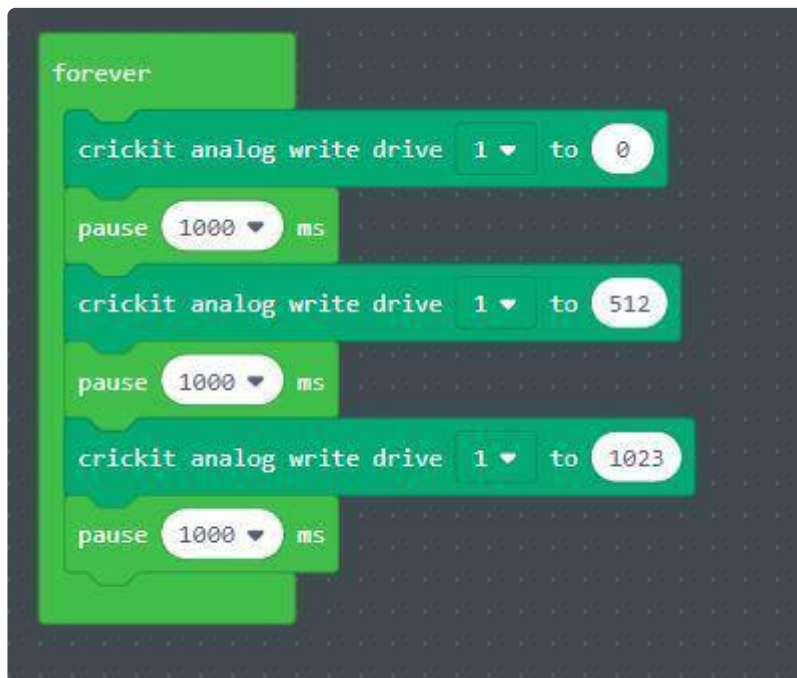 forever
crickit analog write drive 1 to 0
pause 1000 ms
crickit analog write drive 1 to 512
pause 1000 ms
crickit analog write drive 1 to 1023
pause 1000 ms